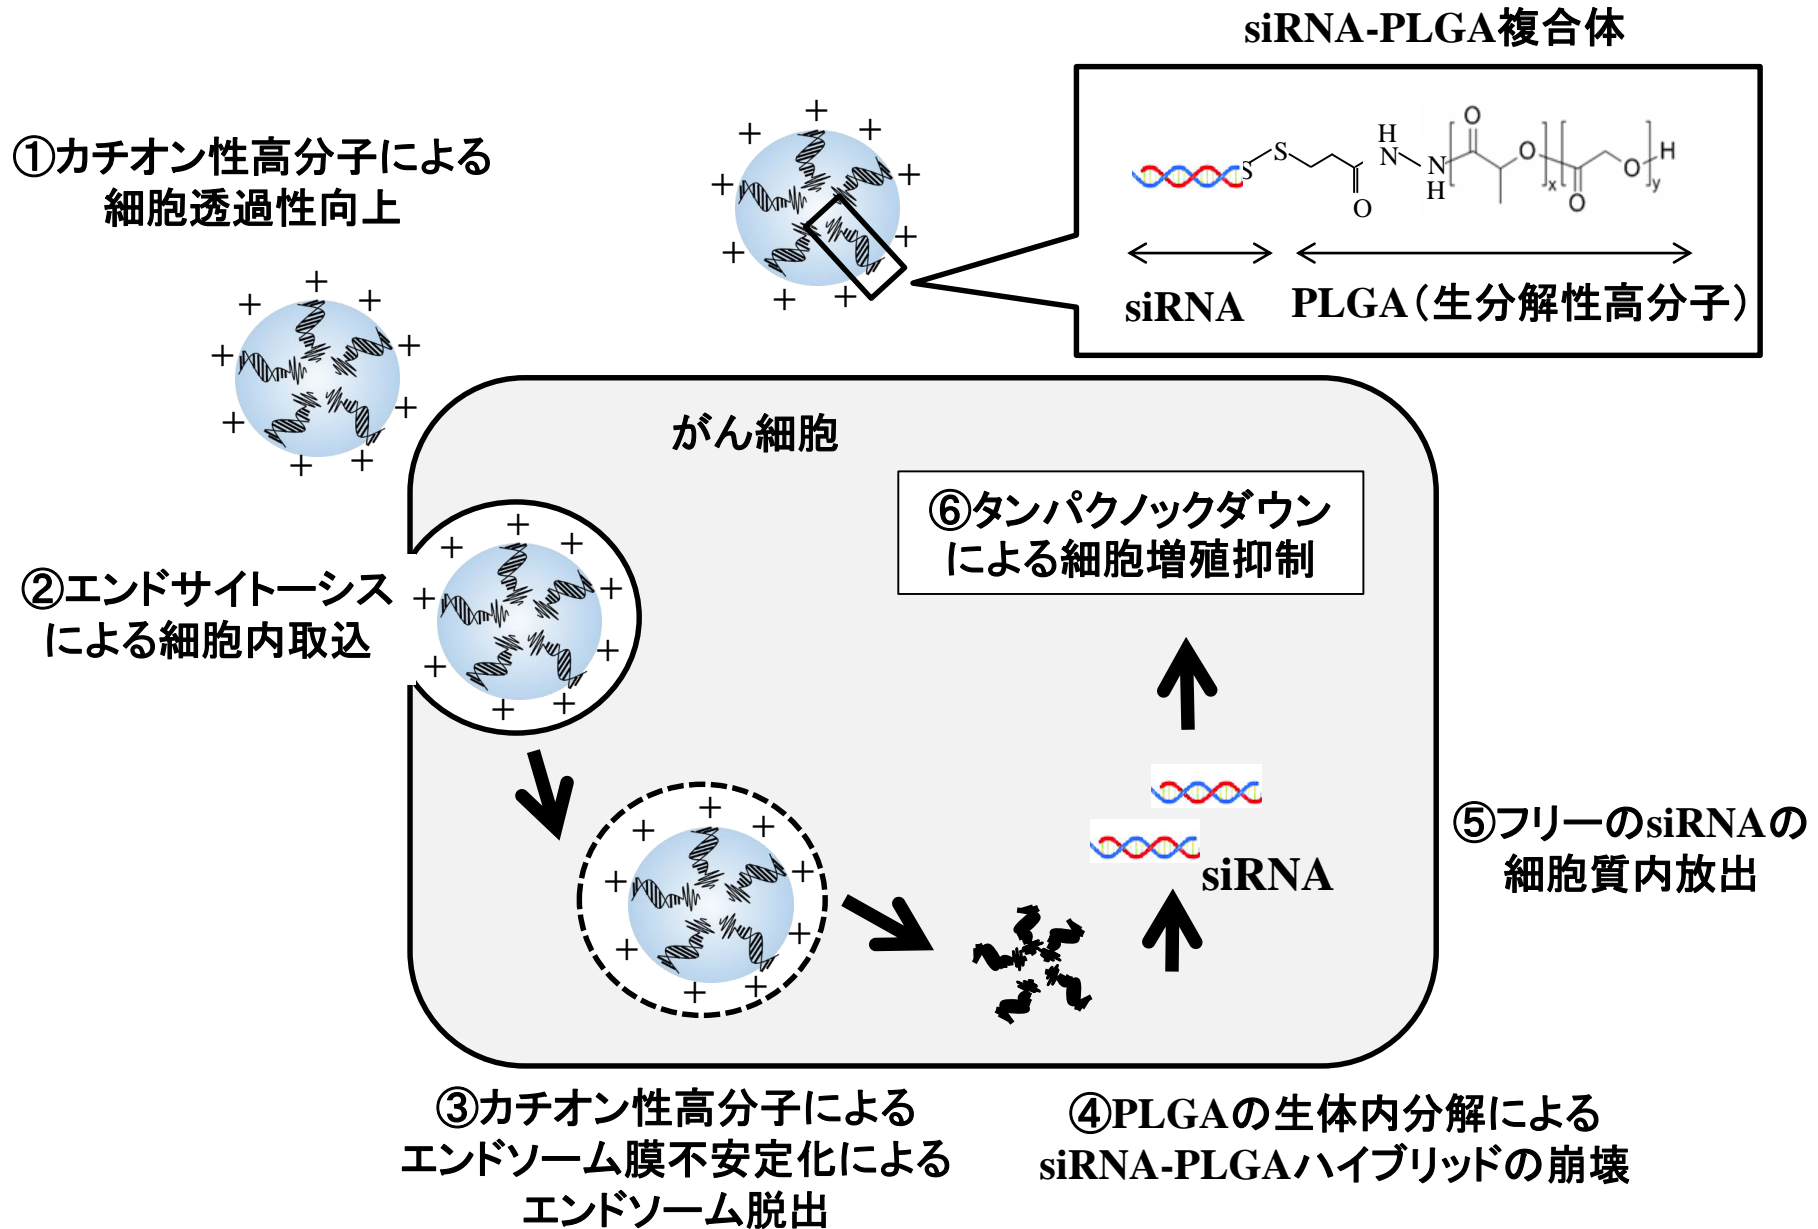 siRNA-PLGA複合体
①カチオン性高分子による
細胞透過性向上
S
S
O
H
N
N
H
O
O
x
O
O
y
H
siRNA
PLGA（生分解性高分子）
がん細胞
②エンドサイトーシス
による細胞内取込
⑥タンパクノックダウン
による細胞増殖抑制
siRNA
⑤フリーのsiRNAの
細胞質内放出
③カチオン性高分子による
エンドソーム膜不安定化による
エンドソーム脱出
④PLGAの生体内分解による
siRNA-PLGAハイブリッドの崩壊